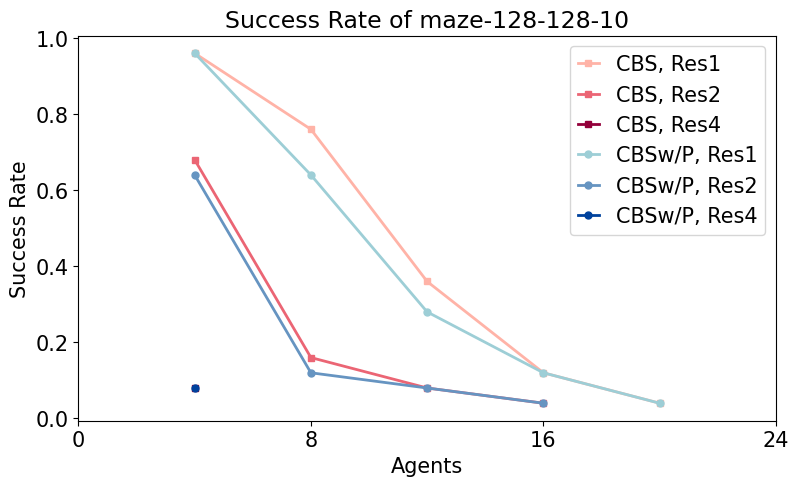 Success Rate of maze-128-128-10
CBS, Res1
CBS, Res2
CBS, Res4
CBSw/P, Res1
CBSw/P, Res2
CBSw/P, Res4
Success Rate
1.0
0.8
0.6
0.4
0.2
0.0
0 8 16 24
Agents